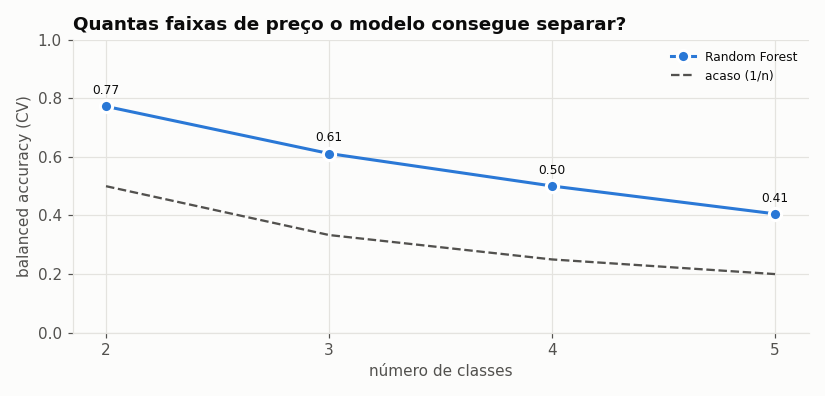 Quantas faixas de preço o modelo consegue separar?
1.0
0.8
0.6
0.4
0.2
0.0
balanced accuracy (CV)
0.77
0.61
0.50
0.41
Random Forest
acaso (1/n)
2
3
4
5
número de classes